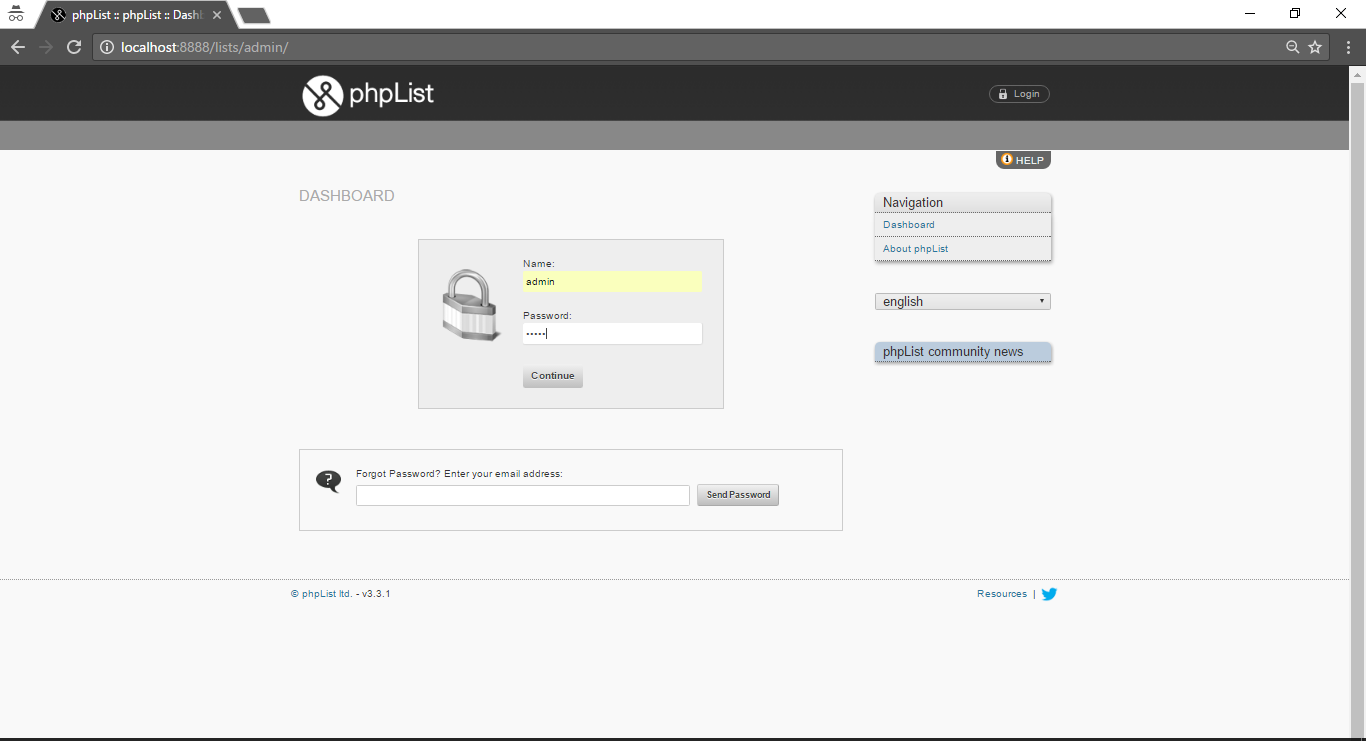 phpList :: phpList :: Dash
localhost:8888/lists/admin/
phpList
Login
HELP
DASHBOARD
Navigation
Dashboard
About phpList
Name:
admin
Password:
•••••
Continue
english
phpList community news
?
Forgot Password? Enter your email address:
Send Password
© phpList ltd. - v3.3.1
Resources |